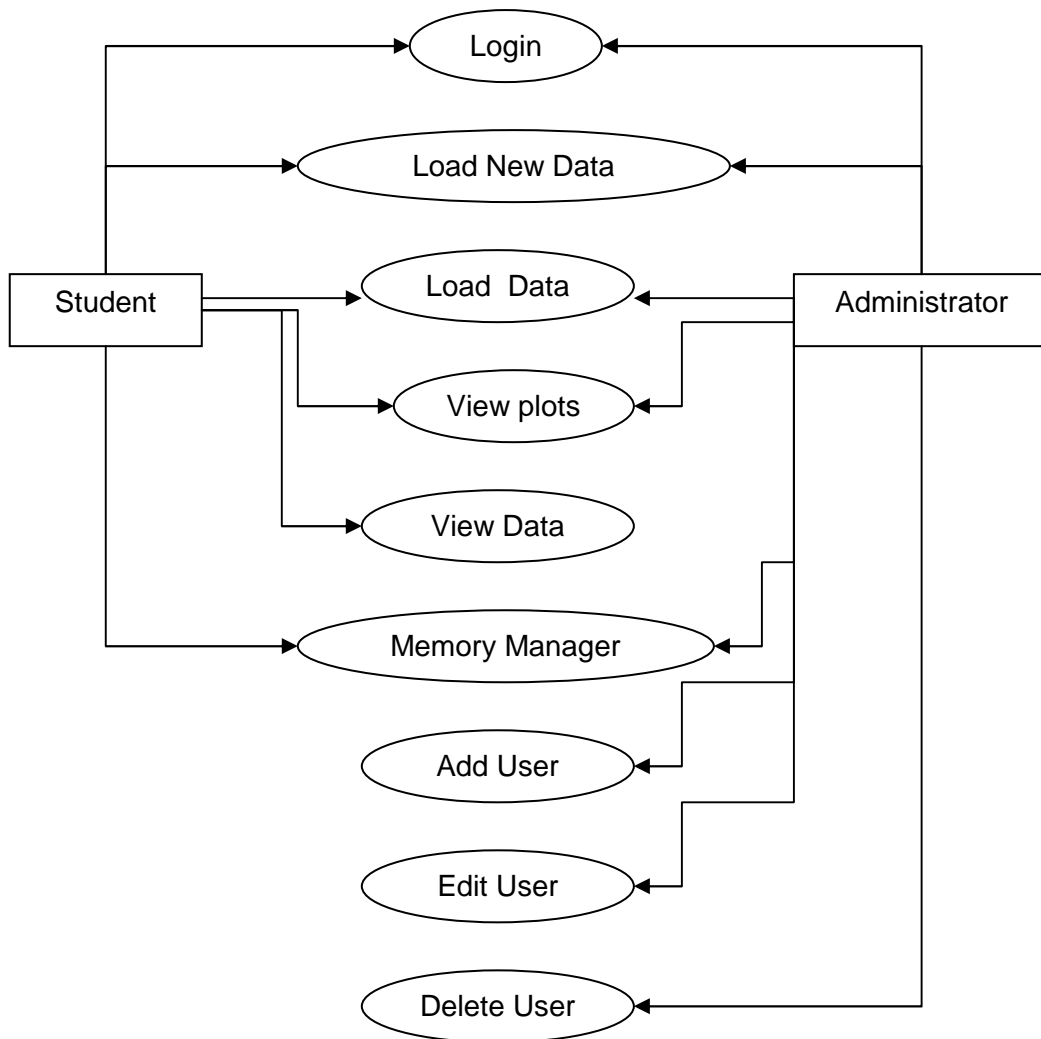 Login
Load New Data
Load  Data
Student
Administrator
View plots
View Data
Memory Manager
Add User
Edit User
Delete User